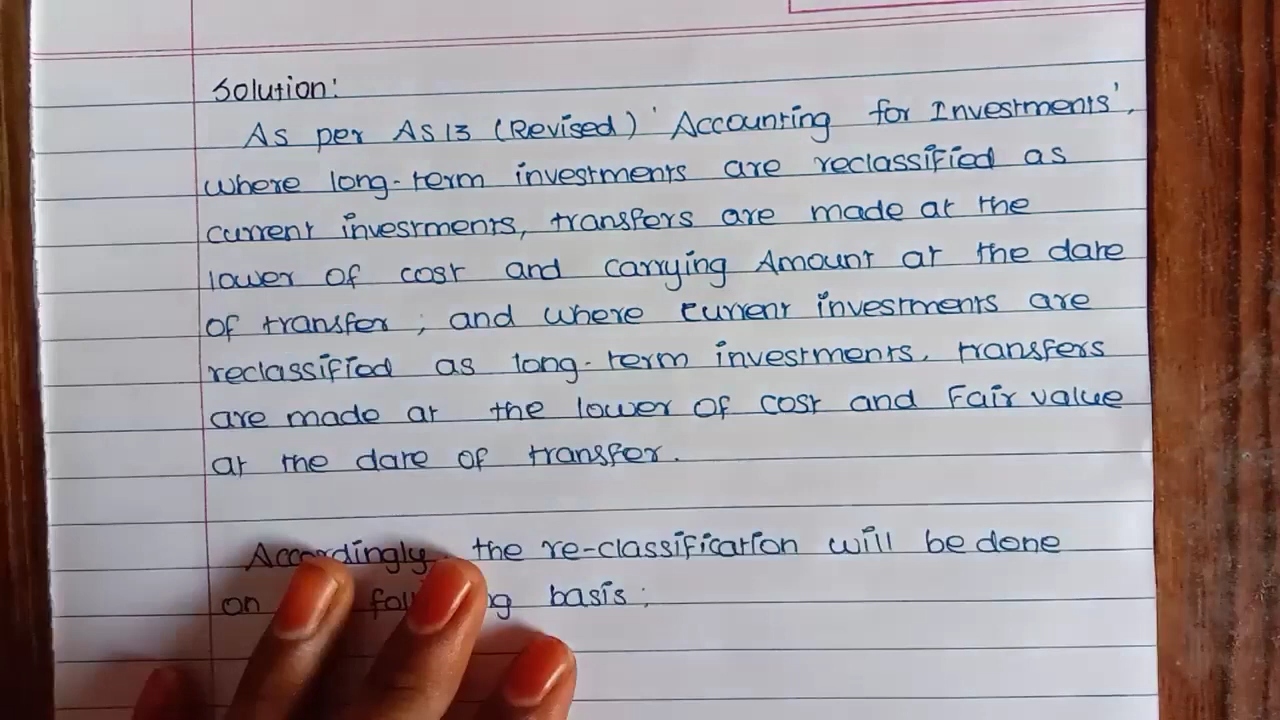 Solution:
As per AS 13 (Revised) 'Accounting for Investments',
where long-term investments are reclassified as
current investments, transfers are made at the
lower of cost and carrying Amount at the date
of transfer; and where current investments are
reclassified as long-term investments, transfers
are made at the lower of cost and Fair value
at the date of transfer.
Accordingly, the re-classification will be done
on basis: